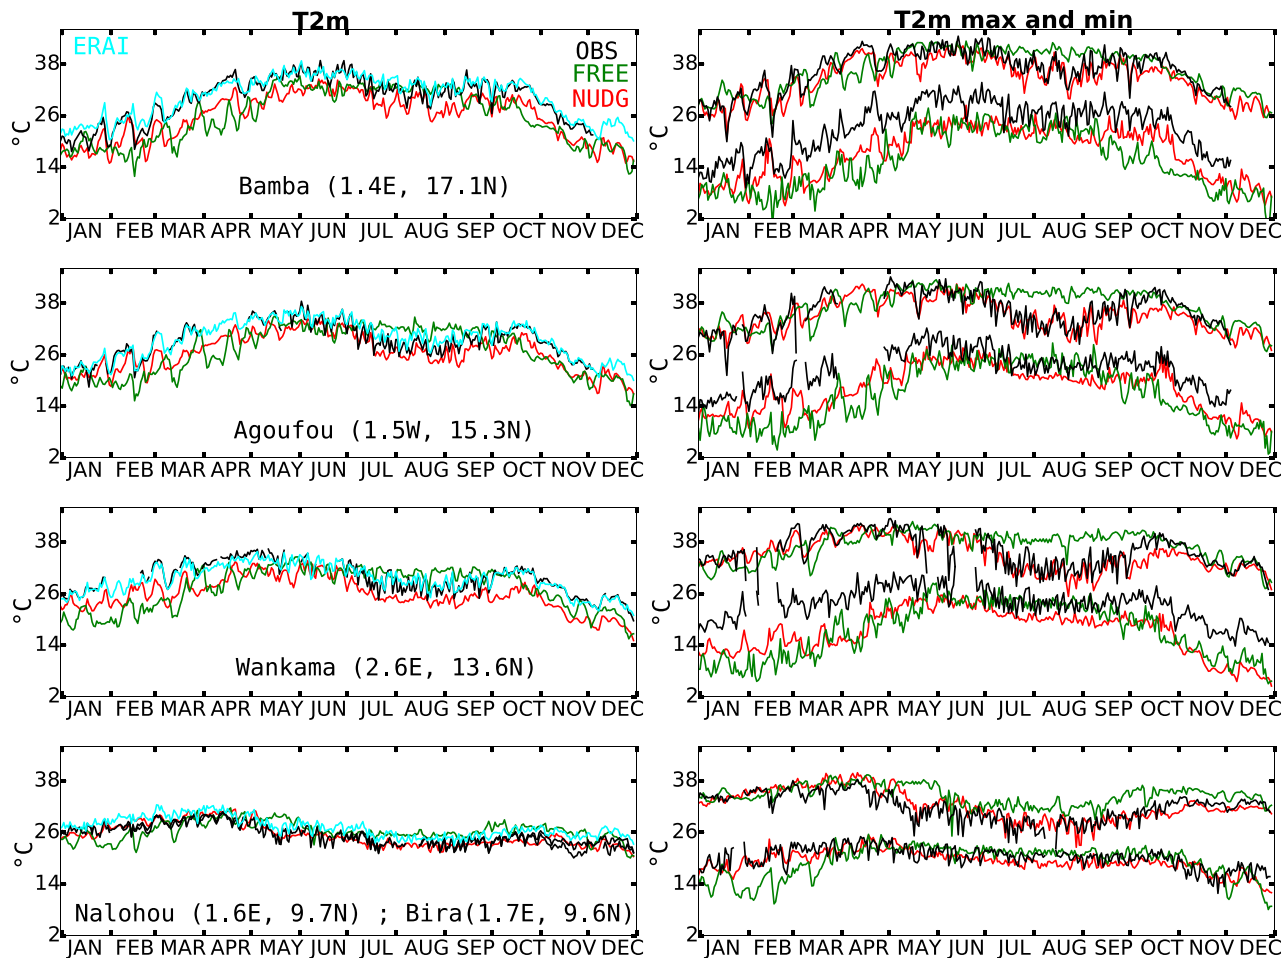 T2m
T2m max and min
ERAI
OBS
FREE
NUDG
38
26
14
2
°C
Bamba (1.4E, 17.1N)
JAN FEB MAR APR MAY JUN JUL AUG SEP OCT NOV DEC
38
26
14
2
°C
JAN FEB MAR APR MAY JUN JUL AUG SEP OCT NOV DEC
38
26
14
2
°C
Agoufou (1.5W, 15.3N)
JAN FEB MAR APR MAY JUN JUL AUG SEP OCT NOV DEC
38
26
14
2
°C
JAN FEB MAR APR MAY JUN JUL AUG SEP OCT NOV DEC
38
26
14
2
°C
Wankama (2.6E, 13.6N)
JAN FEB MAR APR MAY JUN JUL AUG SEP OCT NOV DEC
38
26
14
2
°C
JAN FEB MAR APR MAY JUN JUL AUG SEP OCT NOV DEC
38
26
14
2
°C
Nalohou (1.6E, 9.7N) ; Bira(1.7E, 9.6N)
JAN FEB MAR APR MAY JUN JUL AUG SEP OCT NOV DEC
38
26
14
2
°C
JAN FEB MAR APR MAY JUN JUL AUG SEP OCT NOV DEC